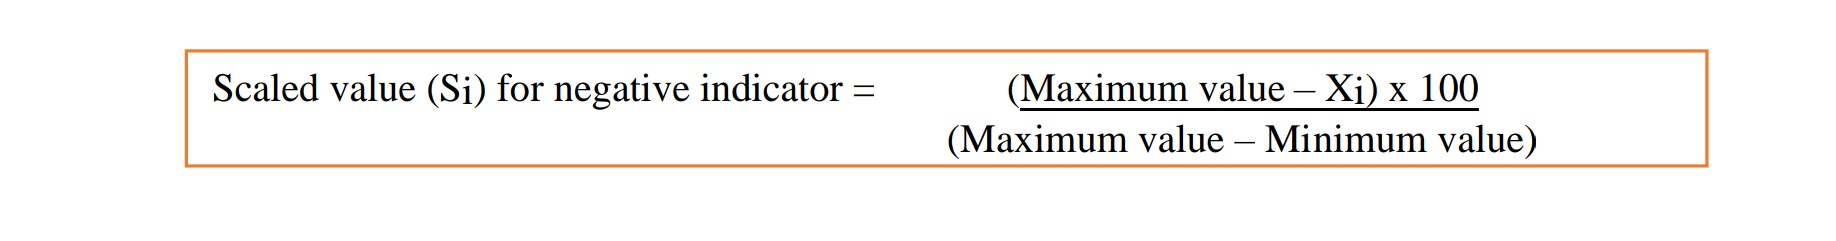 Scaled value (Si) for negative indicator = (Maximum value – Xi) x 100
(Maximum value – Minimum value)